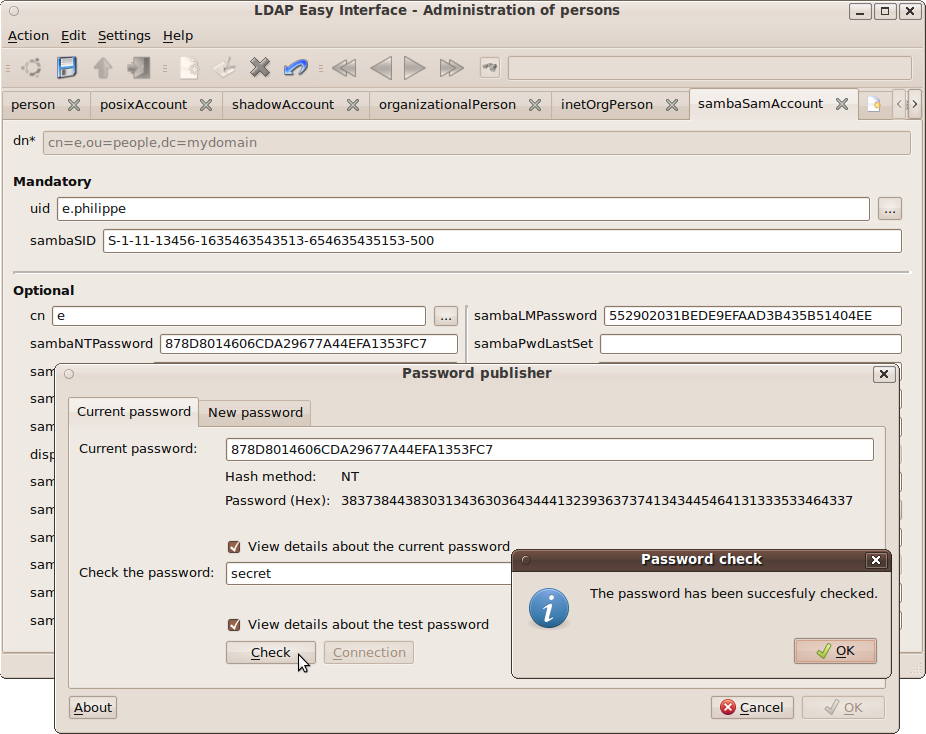 LDAP Easy Interface - Administration of persons
Action Edit Settings Help
person posixAccount shadowAccount organizationalPerson inetOrgPerson sambaSamAccount
dn* cn=e,ou=people,dc=mydomain
Mandatory
uid e.philippe ...
sambaSID S-1-11-13456-1635463543513-654635435153-500
Optional
cn e ... sambaLMPassword 552902031BEDE9EFAAD3B435B51404EE
sambaNTPassword 878D8014606CDA29677A44EFA1353FC7 sambaPwdLastSet
sam
sam
sam
disp
sam
sam
sam
sam
sam
sam
Password publisher
Current password New password
Current password: 878D8014606CDA29677A44EFA1353FC7
Hash method: NT
Password (Hex): 38373844383031343630364344413239363737413434454641313335334643​37
View details about the current password
Check the password: secret
View details about the test password
Check Connection
About Cancel OK
Password check
The password has been succesfuly checked.
OK